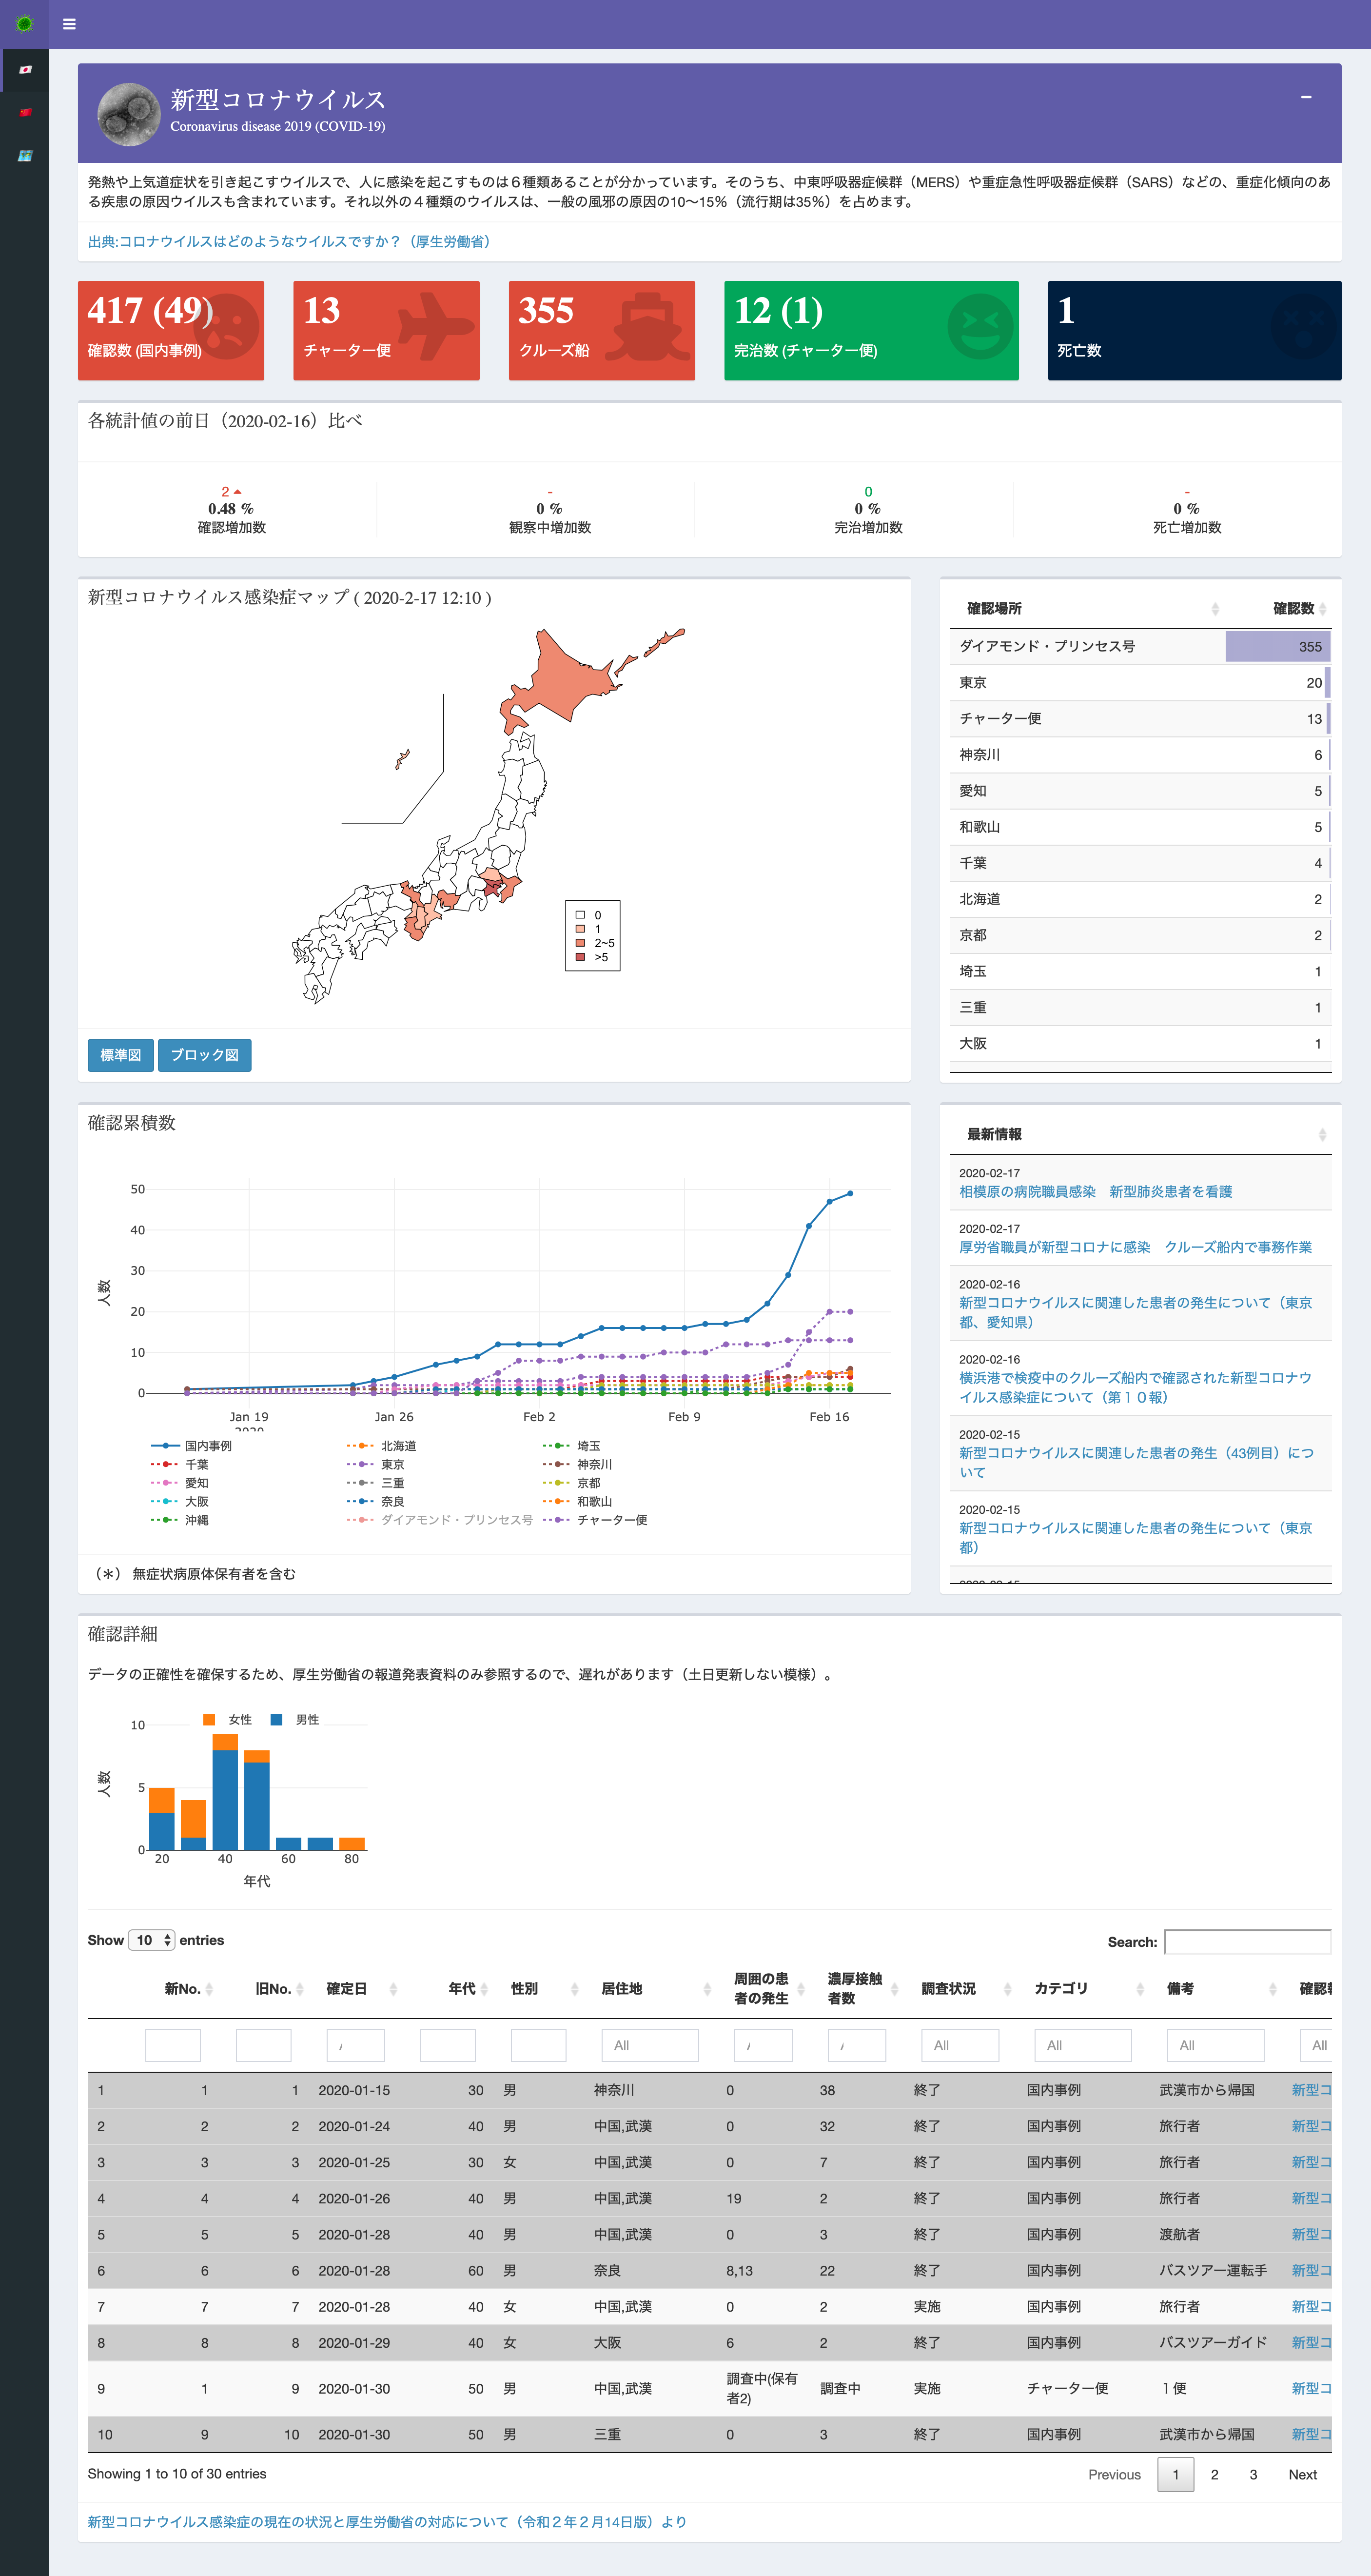 新型コロナウイルス
Coronavirus disease 2019 (COVID-19)
発熱や上気道症状を引き起こすウイルスで、人に感染を起こすものは６種類あることが分かっています。そのうち、中東呼吸器症候群（MERS）や重症急性呼吸器症候群（SARS）などの、重症化傾向のあ
る疾患の原因ウイルスも含まれています。それ以外の４種類のウイルスは、一般の風邪の原因の10〜15%（流行期は35%）を占めます。
出典:コロナウイルスはどのようなウイルスですか？（厚生労働省）
417 (49)
確認数 (国内事例)
13
チャーター便
355
クルーズ船
12 (1)
完治数 (チャーター便)
1
死亡数
各統計値の前日（2020-02-16）比べ
2
0.48 %
確認増加数
-
0 %
観察中増加数
0
0 %
完治増加数
-
0 %
死亡増加数
新型コロナウイルス感染症マップ ( 2020-2-17 12:10 )
0
1
2~5
>5
標準図 ブロック図
確認場所 確認数
ダイアモンド・プリンセス号 355
東京 20
チャーター便 13
神奈川 6
愛知 5
和歌山 5
千葉 4
北海道 2
京都 2
埼玉 1
三重 1
大阪 1
確認累積数
人数
50
40
30
20
10
0
Jan 19 Jan 26 Feb 2 Feb 9 Feb 16
2020
国内事例 北海道 埼玉
千葉 東京 神奈川
愛知 三重 京都
大阪 奈良 和歌山
沖縄 ダイアモンド・プリンセス号 チャーター便
（＊） 無症状病原体保有者を含む
最新情報
2020-02-17
相模原の病院職員感染　新型肺炎患者を看護
2020-02-17
厚労省職員が新型コロナに感染　クルーズ船内で事務作業
2020-02-16
新型コロナウイルスに関連した患者の発生について（東京
都、愛知県）
2020-02-16
横浜港で検疫中のクルーズ船内で確認された新型コロナウ
イルス感染症について（第１０報）
2020-02-15
新型コロナウイルスに関連した患者の発生（43例目）につ
いて
2020-02-15
新型コロナウイルスに関連した患者の発生について（東京
都）
2020-02-15
確認詳細
データの正確性を確保するため、厚生労働省の報道発表資料のみ参照するので、遅れがあります（土日更新しない模様）。
女性 男性
人数
10
5
0
20 40 60 80
年代
Show 10 entries
Search:
新No. 旧No. 確定日 年代 性別 居住地 周囲の患者の発生 濃厚接触者数 調査状況 カテゴリ 備考 確認
All All All All All
1 1 1 2020-01-15 30 男 神奈川 0 38 終了 国内事例 武漢市から帰国 新型コ
2 2 2 2020-01-24 40 男 中国,武漢 0 32 終了 国内事例 旅行者 新型コ
3 3 3 2020-01-25 30 女 中国,武漢 0 7 終了 国内事例 旅行者 新型コ
4 4 4 2020-01-26 40 男 中国,武漢 19 2 終了 国内事例 旅行者 新型コ
5 5 5 2020-01-28 40 男 中国,武漢 0 3 終了 国内事例 渡航者 新型コ
6 6 6 2020-01-28 60 男 奈良 8,13 22 終了 国内事例 バスツアー運転手 新型コ
7 7 7 2020-01-28 40 女 中国,武漢 0 2 実施 国内事例 旅行者 新型コ
8 8 8 2020-01-29 40 女 大阪 6 2 終了 国内事例 バスツアーガイド 新型コ
9 1 9 2020-01-30 50 男 中国,武漢 調査中(保有者2) 調査中 実施 チャーター便 １便 新型コ
10 9 10 2020-01-30 50 男 三重 0 3 終了 国内事例 武漢市から帰国 新型コ
Showing 1 to 10 of 30 entries
Previous 1 2 3 Next
新型コロナウイルス感染症の現在の状況と厚生労働省の対応について（令和２年２月14日版）より